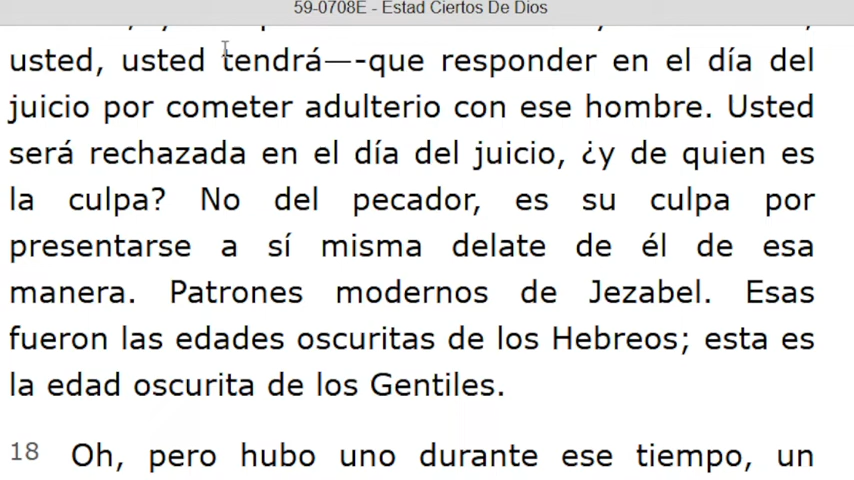 59-0708E - Estad Ciertos De Dios
usted, usted tendrá—-que responder en el día del
juicio por cometer adulterio con ese hombre. Usted
será rechazada en el día del juicio, ¿y de quien es
la culpa? No del pecador, es su culpa por
presentarse a sí misma delate de él de esa
manera. Patrones modernos de Jezabel. Esas
fueron las edades oscuritas de los Hebreos; esta es
la edad oscurita de los Gentiles.
18 Oh, pero hubo uno durante ese tiempo, un